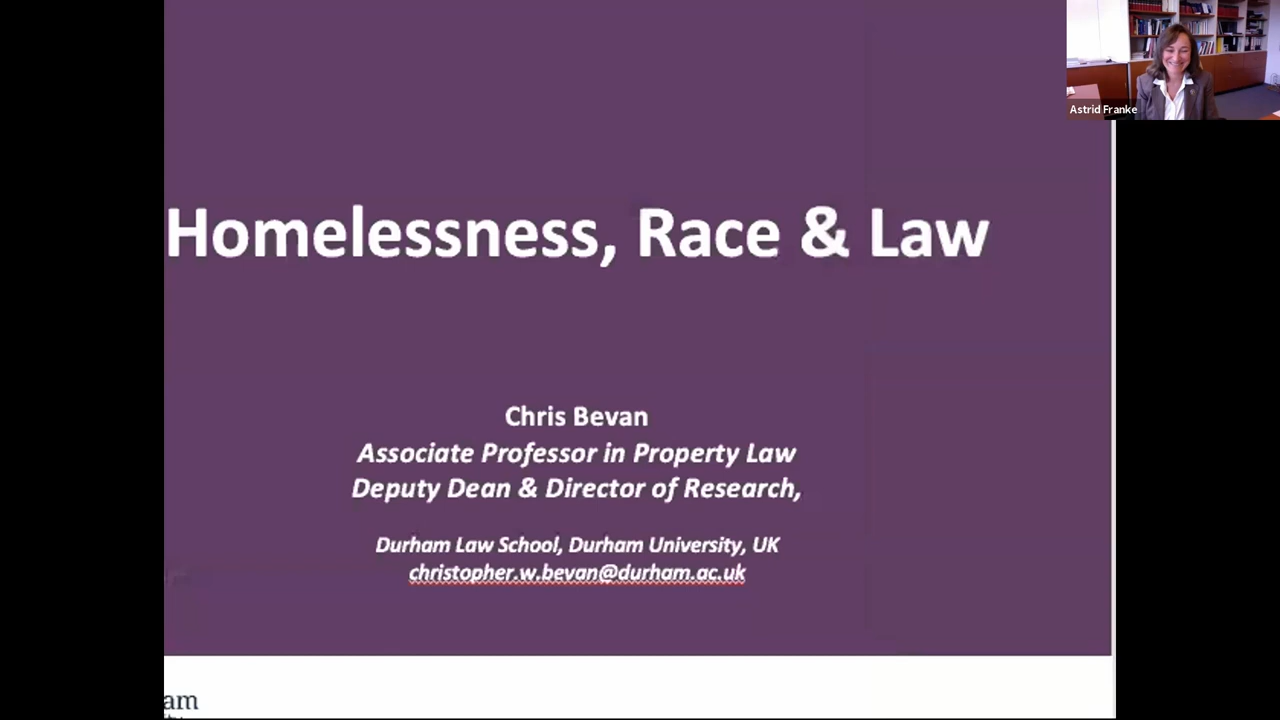 Astrid Franke
Homelessness, Race & Law
Chris Bevan
Associate Professor in Property Law
Deputy Dean & Director of Research,
Durham Law School, Durham University, UK
christopher.w.bevan@durham.ac.uk
am